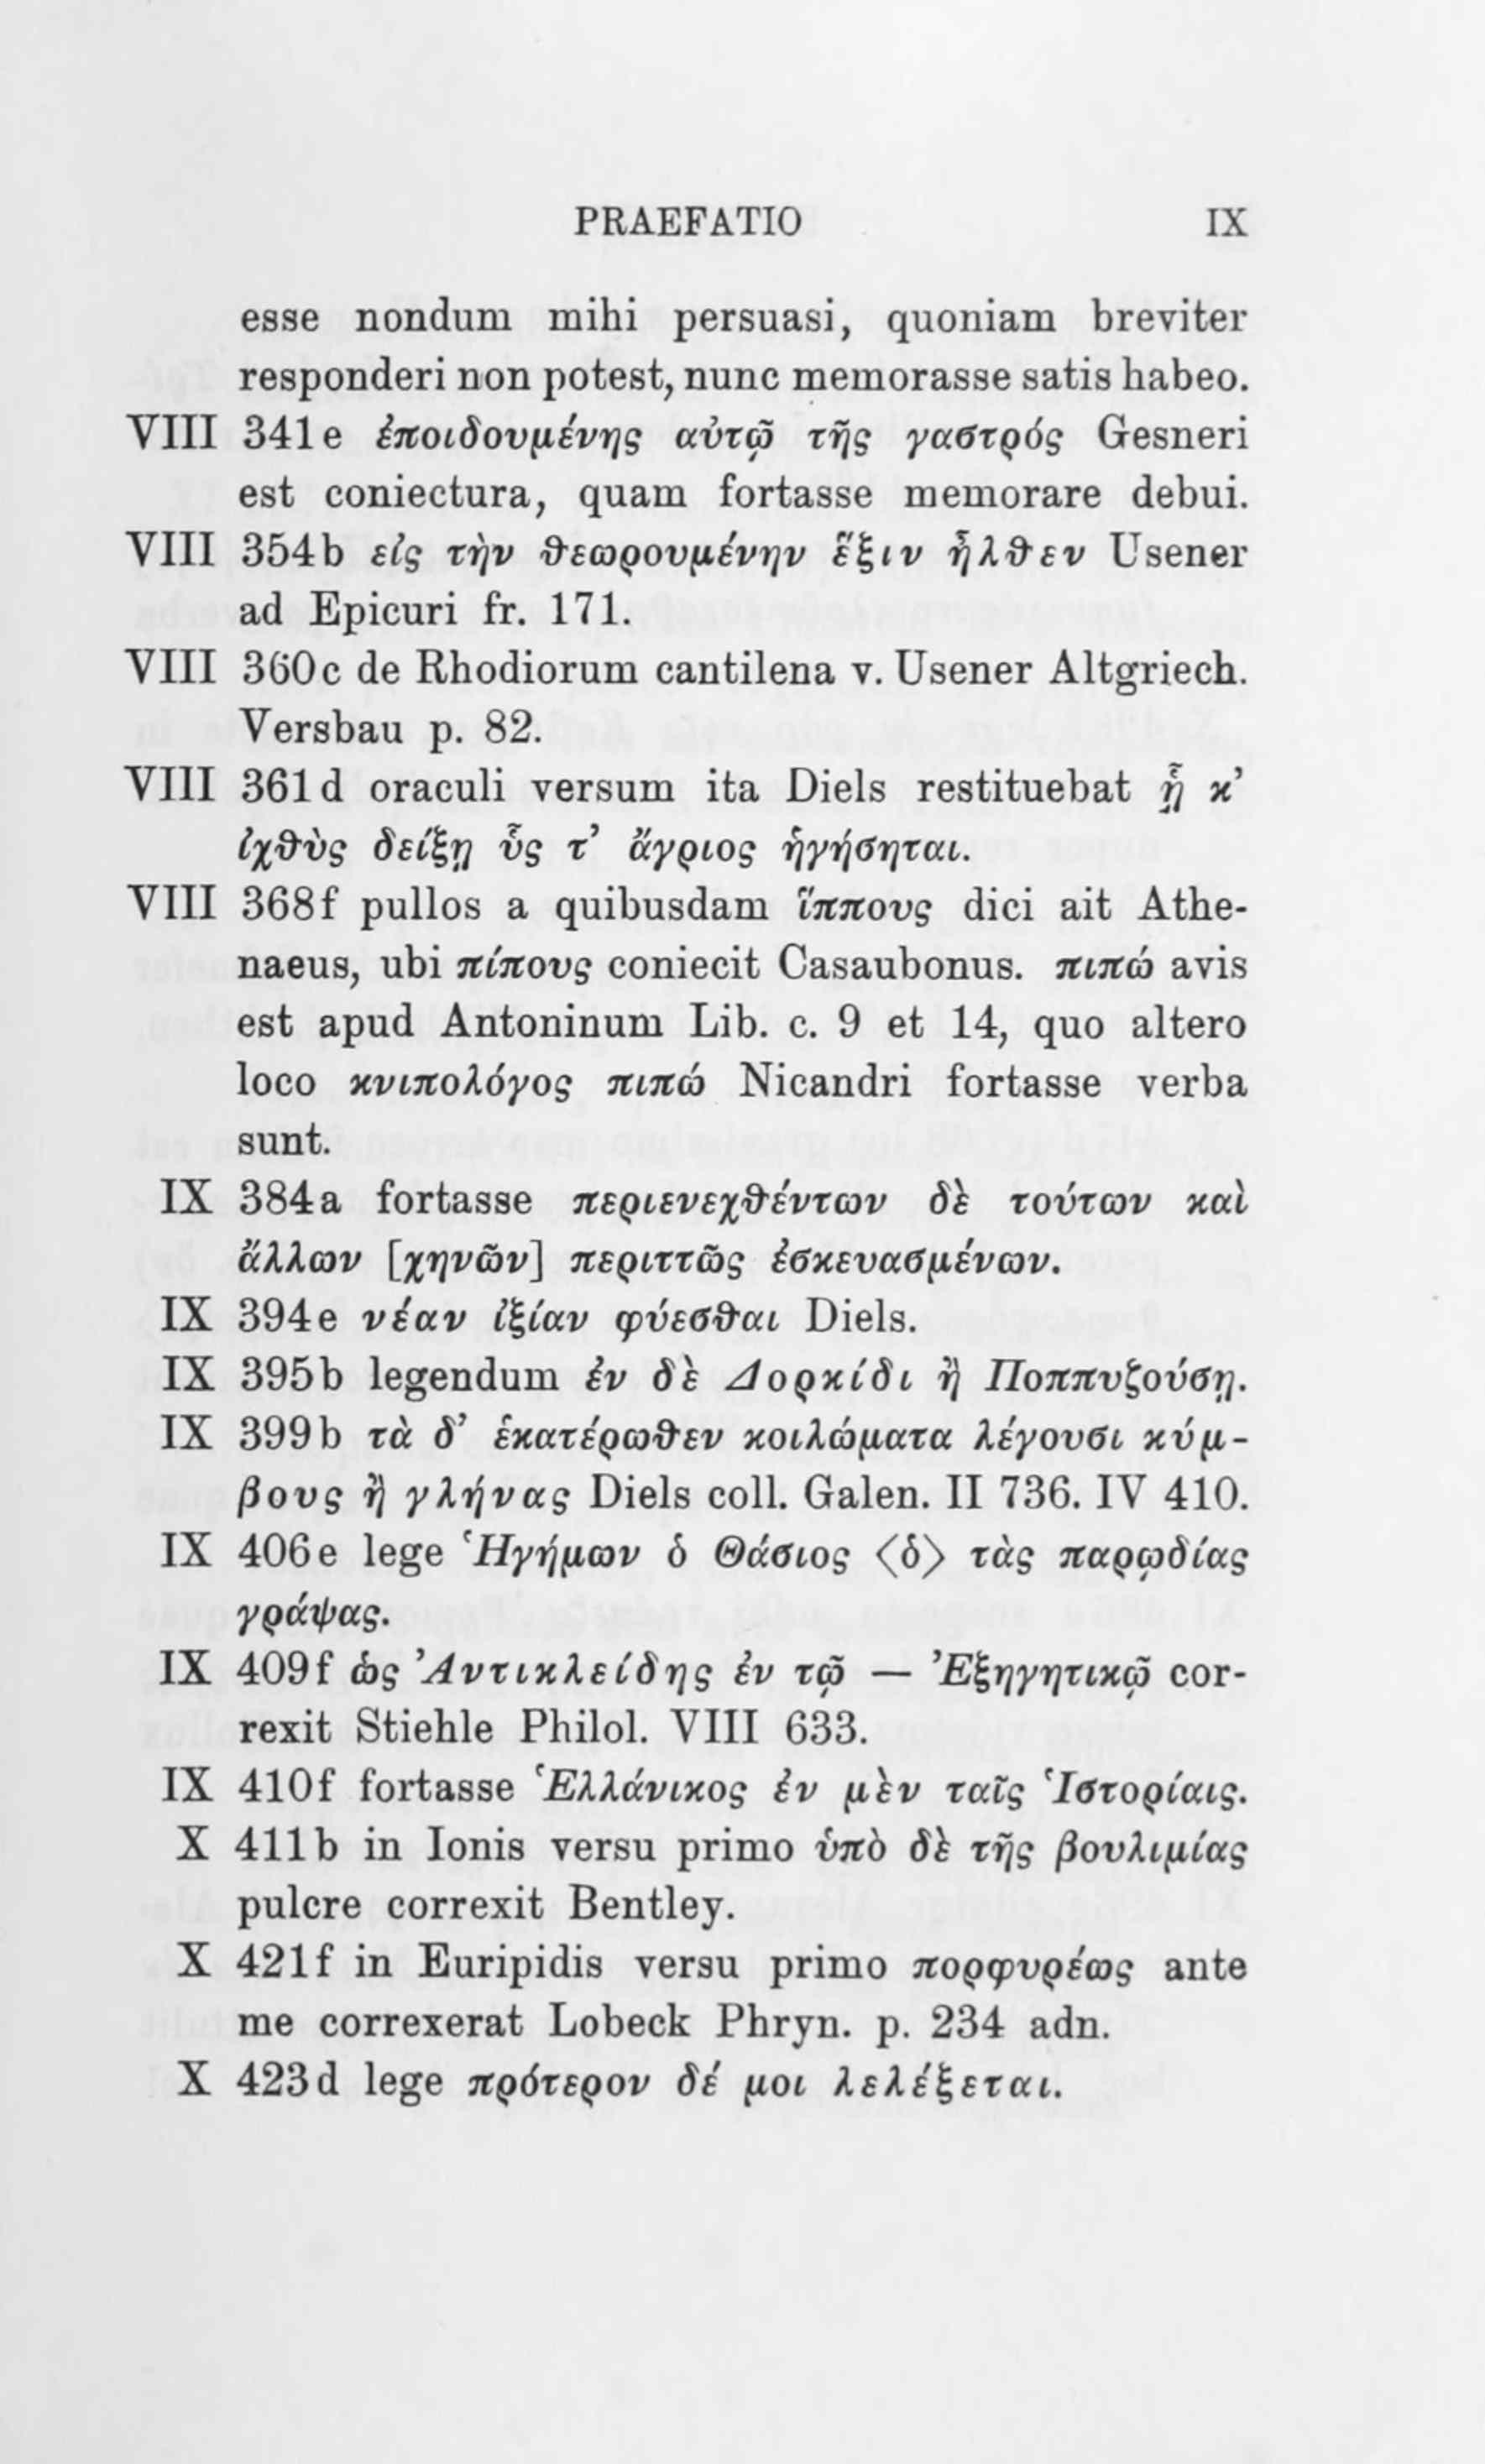 PRAEFATIO IX
esse nondum mihi persuasi, quoniam breviter
responderi non potest, nunc memorasse satis habeo.
VIII 341e ἐποιδουμένης αὐτῷ τῆς γαστρός Gesneri
est coniectura, quam fortasse memorare debui.
VIII 354b εἰς τὴν θεωρουμένην ἕξιν ἦλθεν Usener
ad Epicuri fr. 171.
VIII 360c de Rhodiorum cantilena v. Usener Altgriech.
Versbau p. 82.
VIII 361d oraculi versum ita Diels restituebat ᾗ κ’
ἰχθὺς δείξῃ ὗς τ’ ἄγριος ἡγήσηται.
VIII 368f pullos a quibusdam ἵππους dici ait Athe-
naeus, ubi πίπους coniecit Casaubonus. πιπώ avis
est apud Antoninum Lib. c. 9 et 14, quo altero
loco κνιπολόγος πιπώ Nicandri fortasse verba
sunt.
IX 384a fortasse περιενεχθέντων δὲ τούτων καὶ
ἄλλων [χηνῶν] περιττῶς ἐσκευασμένων.
IX 394e νέαν ἰξίαν φύεσθαι Diels.
IX 395b legendum ἐν δὲ Δορκίδι ἢ Ποππυζούσῃ.
IX 399b τὰ δ’ ἑκατέρωθεν κοιλώματα λέγουσι κύμ-
βους ἢ γλήνας Diels coll. Galen. II 736. IV 410.
IX 406e lege Ἡγήμων ὁ Θάσιος ⟨ὁ⟩ τὰς παρῳδίας
γράψας.
IX 409f ὡς Ἀντικλείδης ἐν τῷ — Ἐξηγητικῷ cor-
rexit Stiehle Philol. VIII 633.
IX 410f fortasse Ἑλλάνικος ἐν μὲν ταῖς Ἱστορίαις.
X 411b in Ionis versu primo ὑπὸ δὲ τῆς βουλιμίας
pulcre correxit Bentley.
X 421f in Euripidis versu primo πορφυρέως ante
me correxerat Lobeck Phryn. p. 234 adn.
X 423d lege πρότερον δέ μοι λελέξεται.